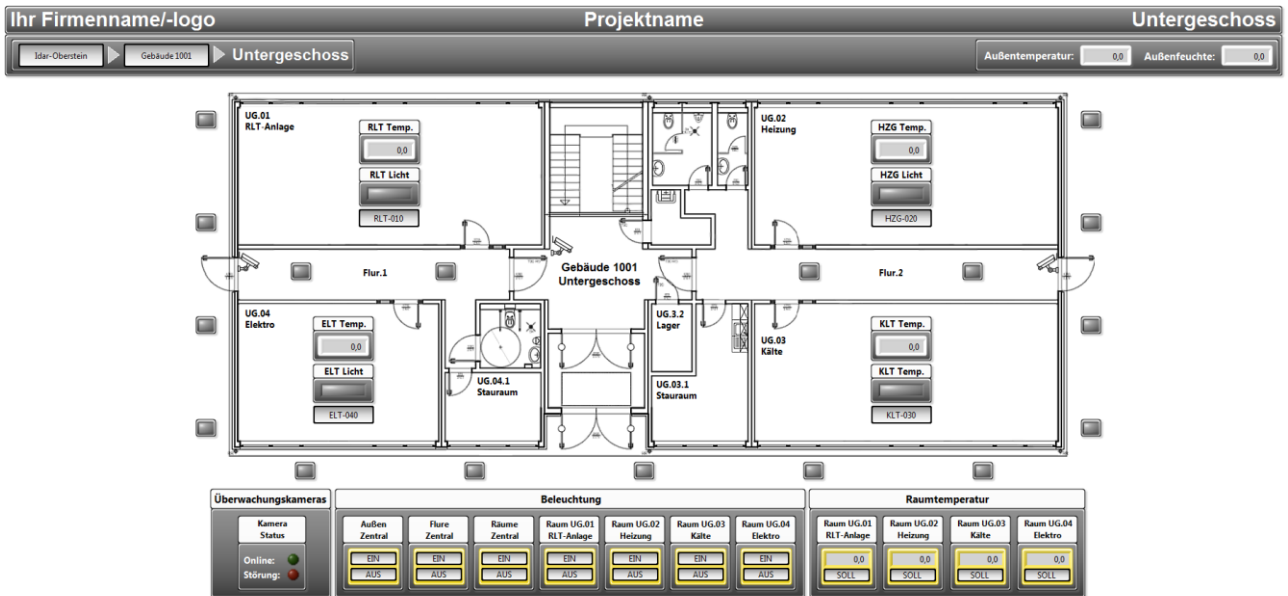 Ihr Firmenname/-logo Projektname Untergeschoss
Idar-Oberstein Gebäude 1001 Untergeschoss Außentemperatur: 0,0 Außenfeuchte: 0,0
UG.01
RLT-Anlage
RLT Temp.
0,0
RLT Licht
RLT-010
UG.02
Heizung
HZG Temp.
0,0
HZG Licht
HZG-020
Flur.1
Gebäude 1001
Untergeschoss
Flur.2
UG.04
Elektro
ELT Temp.
0,0
ELT Licht
ELT-040
UG.04.1
Stauraum
UG.3.2
Lager
UG.03.1
Stauraum
UG.03
Kälte
KLT Temp.
0,0
KLT Temp.
KLT-030
Überwachungskameras
Kamera
Status
Online:
Störung:
Beleuchtung
Außen Flure Räume Raum UG.01 Raum UG.02 Raum UG.03 Raum UG.04
Zentral Zentral Zentral RLT-Anlage Heizung Kälte Elektro
EIN EIN EIN EIN EIN EIN EIN
AUS AUS AUS AUS AUS AUS AUS
Raumtemperatur
Raum UG.01 Raum UG.02 Raum UG.03 Raum UG.04
RLT-Anlage Heizung Kälte Elektro
0,0 0,0 0,0 0,0
SOLL SOLL SOLL SOLL